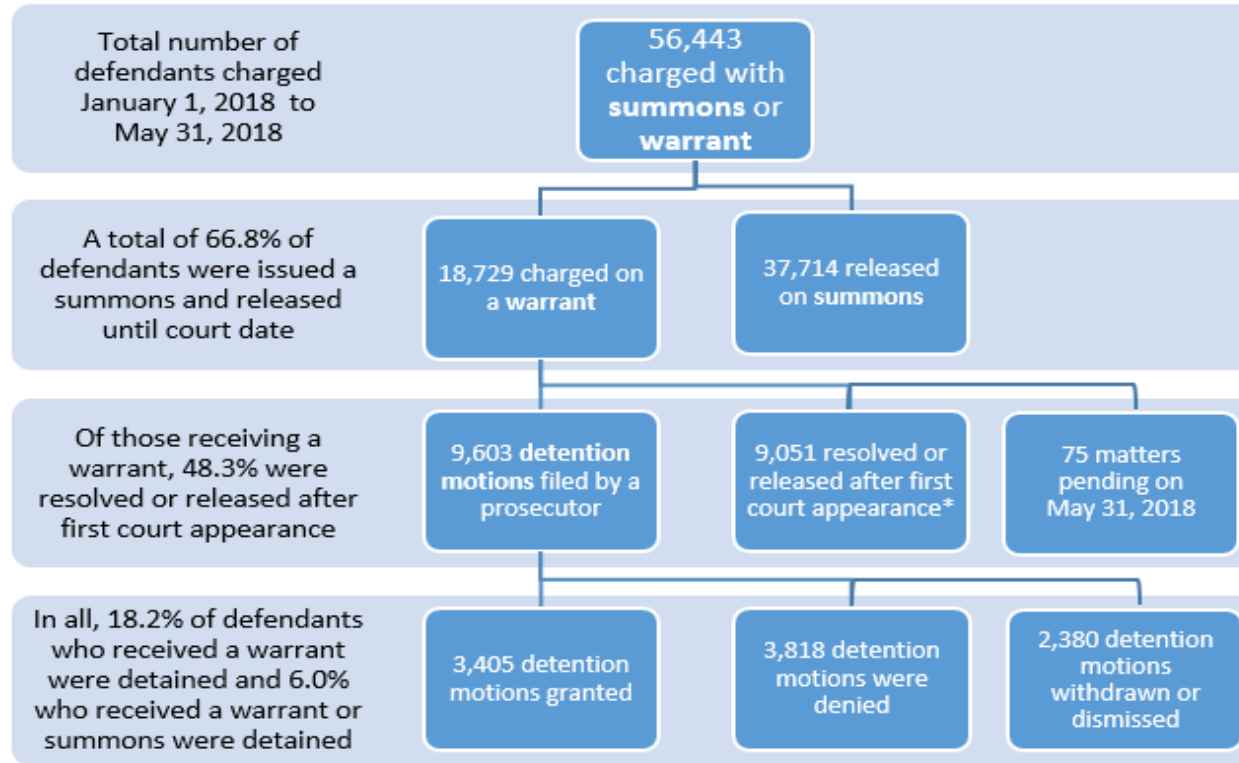 Total number of
defendants charged
January 1, 2018 to
May 31, 2018
56,443
charged with
summons or
warrant
A total of 66.8% of
defendants were issued a
summons and released
until court date
18,729 charged on
a warrant
37,714 released
on summons
Of those receiving a
warrant, 48.3% were
resolved or released after
first court appearance
9,603 detention
motions filed by a
prosecutor
9,051 resolved or
released after first
court appearance*
75 matters
pending on
May 31, 2018
In all, 18.2% of defendants
who received a warrant
were detained and 6.0%
who received a warrant or
summons were detained
3,405 detention
motions granted
3,818 detention
motions were
denied
2,380 detention
motions
withdrawn or
dismissed